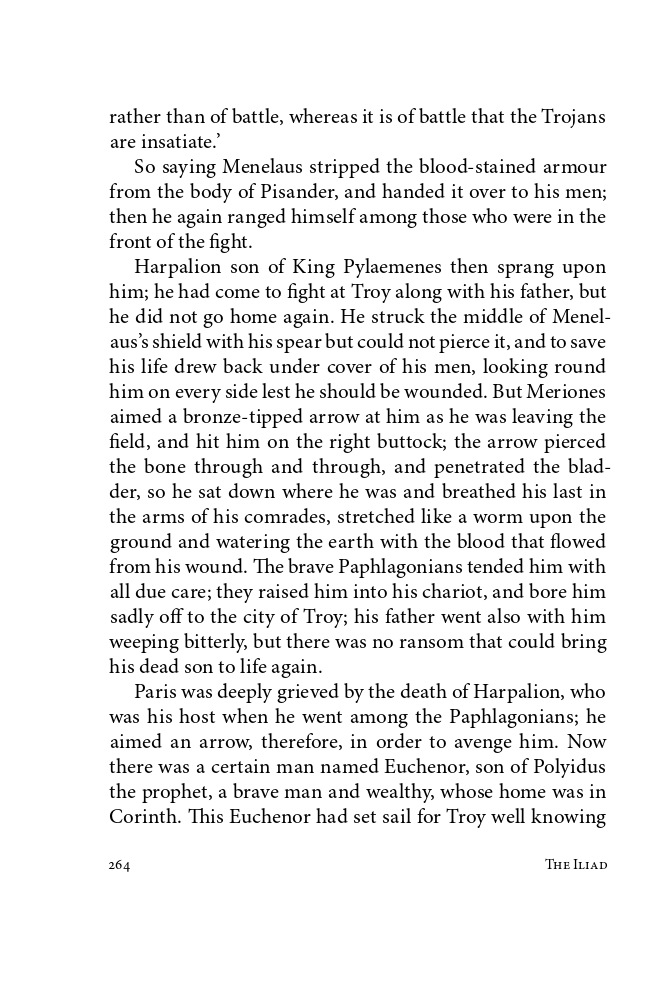 rather than of battle, whereas it is of battle that the Trojans
are insatiate.’
So saying Menelaus stripped the blood-stained armour
from the body of Pisander, and handed it over to his men;
then he again ranged himself among those who were in the
front of the fight.
Harpalion son of King Pylaemenes then sprang upon
him; he had come to fight at Troy along with his father, but
he did not go home again. He struck the middle of Menel-
aus’s shield with his spear but could not pierce it, and to save
his life drew back under cover of his men, looking round
him on every side lest he should be wounded. But Meriones
aimed a bronze-tipped arrow at him as he was leaving the
field, and hit him on the right buttock; the arrow pierced
the bone through and through, and penetrated the blad-
der, so he sat down where he was and breathed his last in
the arms of his comrades, stretched like a worm upon the
ground and watering the earth with the blood that flowed
from his wound. The brave Paphlagonians tended him with
all due care; they raised him into his chariot, and bore him
sadly off to the city of Troy; his father went also with him
weeping bitterly, but there was no ransom that could bring
his dead son to life again.
Paris was deeply grieved by the death of Harpalion, who
was his host when he went among the Paphlagonians; he
aimed an arrow, therefore, in order to avenge him. Now
there was a certain man named Euchenor, son of Polyidus
the prophet, a brave man and wealthy, whose home was in
Corinth. This Euchenor had set sail for Troy well knowing
264 The Iliad